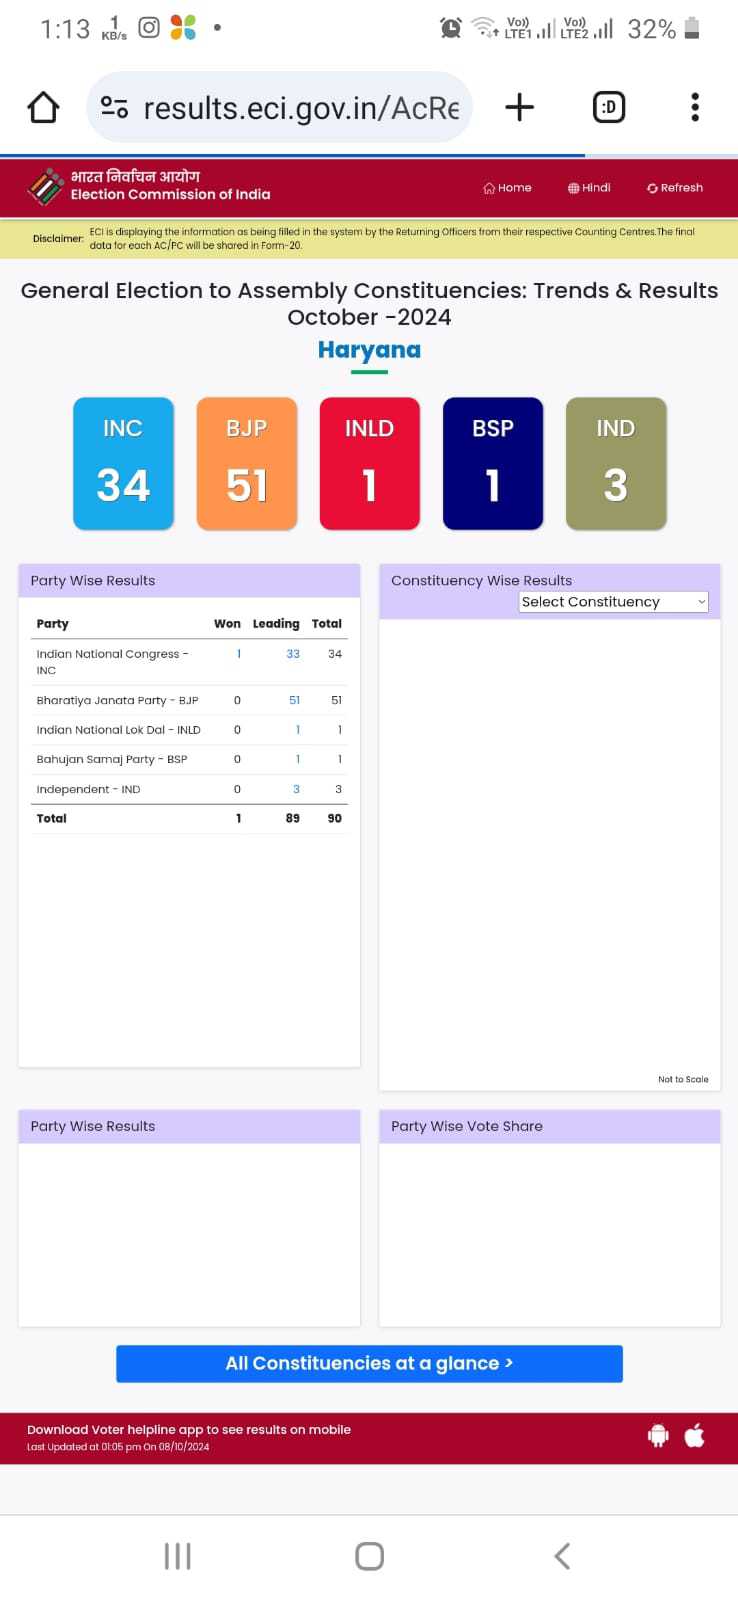 1:13 1 KB/s Vo)) LTE1 Vo)) LTE2 32%
results.eci.gov.in/AcRe
:D
भारत निर्वाचन आयोग
Election Commission of India
Home Hindi Refresh
Disclaimer: ECI is displaying the information as being filled in the system by the Returning Officers from their respective Counting Centres.The final
data for each AC/PC will be shared in Form-20.
General Election to Assembly Constituencies: Trends & Results
October -2024
Haryana
INC BJP INLD BSP IND
34 51 1 1 3
Party Wise Results
Party Won Leading Total
Indian National Congress -
INC 1 33 34
Bharatiya Janata Party - BJP 0 51 51
Indian National Lok Dal - INLD 0 1 1
Bahujan Samaj Party - BSP 0 1 1
Independent - IND 0 3 3
Total 1 89 90
Constituency Wise Results
Select Constituency
Not to Scale
Party Wise Results
Party Wise Vote Share
All Constituencies at a glance >
Download Voter helpline app to see results on mobile
Last Updated at 01:05 pm On 08/10/2024